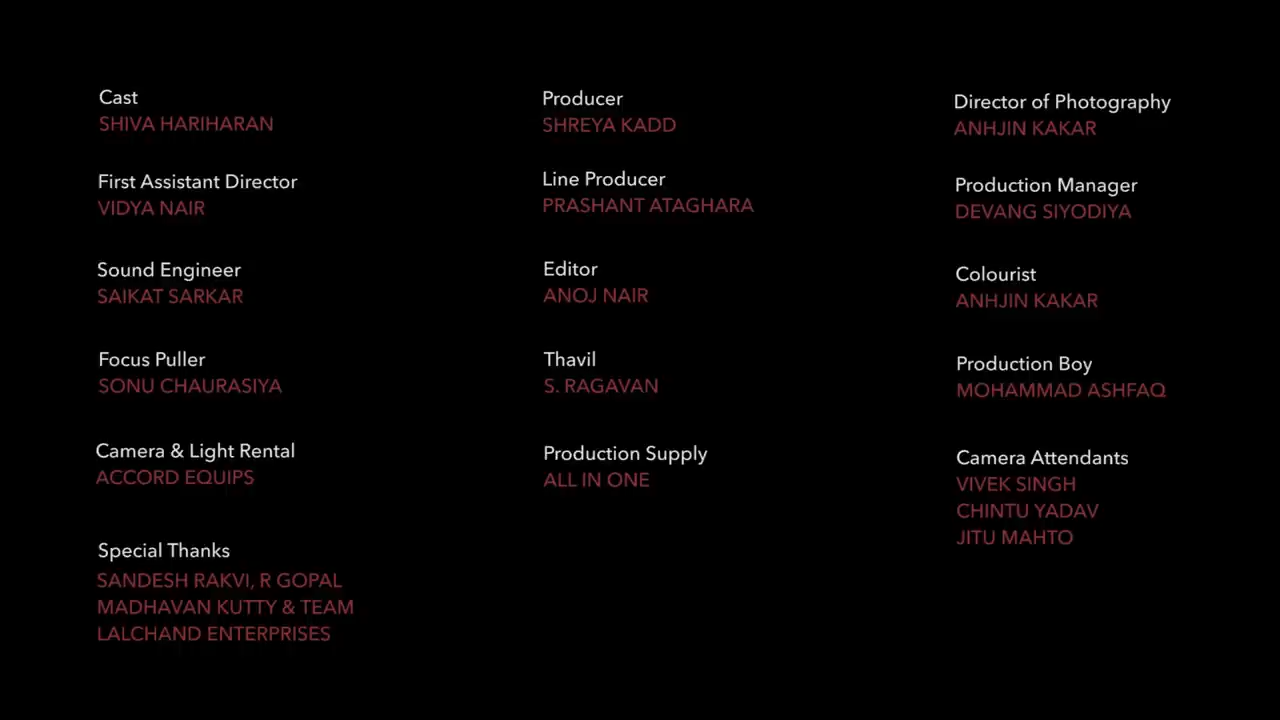 Cast
SHIVA HARIHARAN
Producer
SHREYA KADD
Director of Photography
ANHJIN KAKAR
First Assistant Director
VIDYA NAIR
Line Producer
PRASHANT ATAGHARA
Production Manager
DEVANG SIYODIYA
Sound Engineer
SAIKAT SARKAR
Editor
ANOJ NAIR
Colourist
ANHJIN KAKAR
Focus Puller
SONU CHAURASIYA
Thavil
S. RAGAVAN
Production Boy
MOHAMMAD ASHFAQ
Camera & Light Rental
ACCORD EQUIPS
Production Supply
ALL IN ONE
Camera Attendants
VIVEK SINGH
CHINTU YADAV
JITU MAHTO
Special Thanks
SANDESH RAKVI, R GOPAL
MADHAVAN KUTTY & TEAM
LALCHAND ENTERPRISES